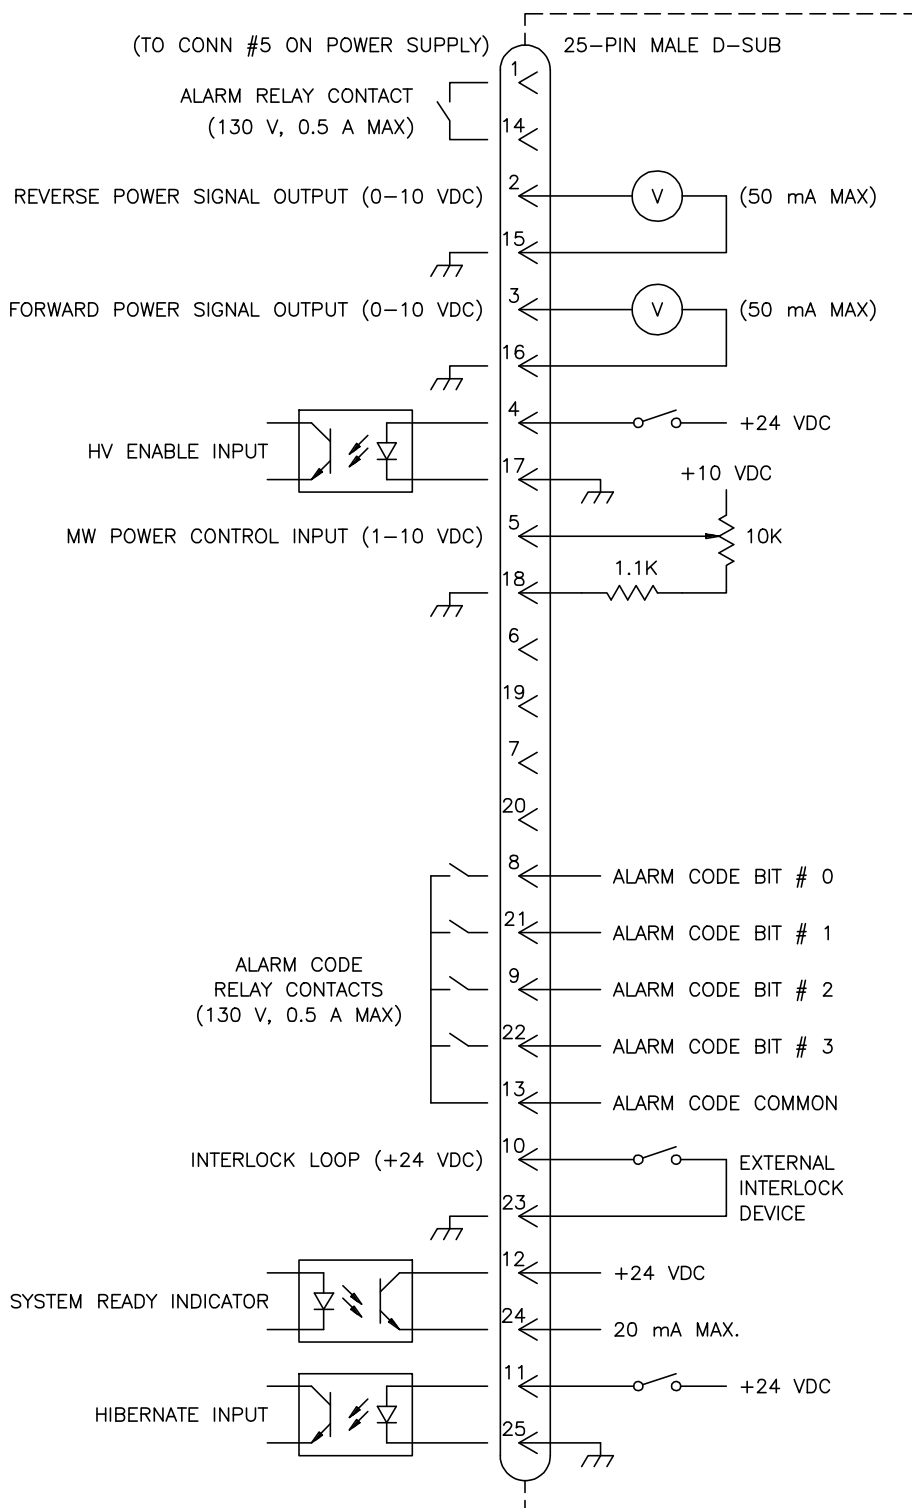 (TO CONN #5 ON POWER SUPPLY) 25-PIN MALE D-SUB
1
ALARM RELAY CONTACT
(130 V, 0.5 A MAX)
14
REVERSE POWER SIGNAL OUTPUT (0-10 VDC) 2 V (50 mA MAX)
15
FORWARD POWER SIGNAL OUTPUT (0-10 VDC) 3 V (50 mA MAX)
16
4 +24 VDC
HV ENABLE INPUT
17
+10 VDC
MW POWER CONTROL INPUT (1-10 VDC) 5 10K
18 1.1K
6
19
7
20
8 ALARM CODE BIT # 0
21 ALARM CODE BIT # 1
ALARM CODE
RELAY CONTACTS
(130 V, 0.5 A MAX)
9 ALARM CODE BIT # 2
22 ALARM CODE BIT # 3
13 ALARM CODE COMMON
INTERLOCK LOOP (+24 VDC) 10 EXTERNAL
INTERLOCK
DEVICE
23
12 +24 VDC
SYSTEM READY INDICATOR
24 20 mA MAX.
11 +24 VDC
HIBERNATE INPUT
25